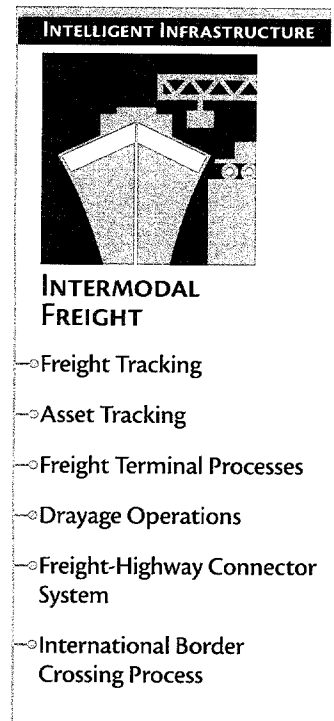 INTELLIGENT INFRASTRUCTURE
INTERMODAL
FREIGHT
Freight Tracking
Asset Tracking
Freight Terminal Processes
Drayage Operations
Freight-Highway Connector
System
International Border
Crossing Process